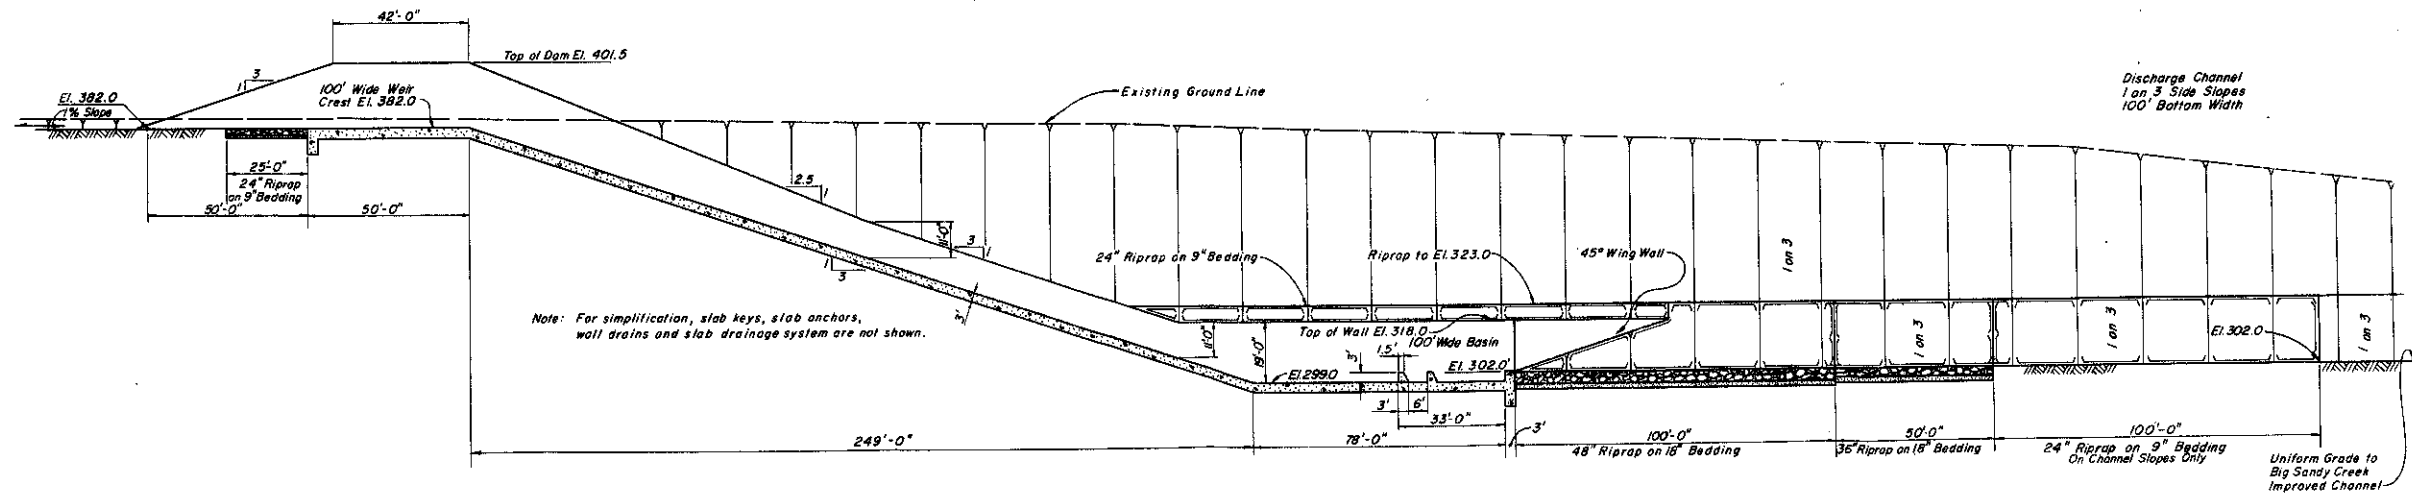 42'-0"
Top of Dam El. 401.5
3
1
100' Wide Weir
Crest El. 382.0
El. 382.0
1% Slope
Existing Ground Line
Discharge Channel
1 on 3 Side Slopes
100' Bottom Width
25'-0"
24" Riprap
on 9" Bedding
50'-0"
50'-0"
2.5
1
11'-0"
3
1
1
3
3'
24" Riprap on 9" Bedding
Riprap to El. 323.0
45° Wing Wall
1 on 3
Note: For simplification, slab keys, slab anchors,
wall drains and slab drainage system are not shown.
11'-0"
19'-0"
Top of Wall El. 318.0
100' Wide Basin
1.5'
3'
El. 302.0'
El. 299.0
3'
6'
33'-0"
1 on 3
1 on 3
El. 302.0
1 on 3
249'-0"
78'-0"
3'
100'-0"
48" Riprap on 18" Bedding
50'-0"
36" Riprap on 18" Bedding
100'-0"
24" Riprap on 9" Bedding
On Channel Slopes Only
Uniform Grade to
Big Sandy Creek
Improved Channel